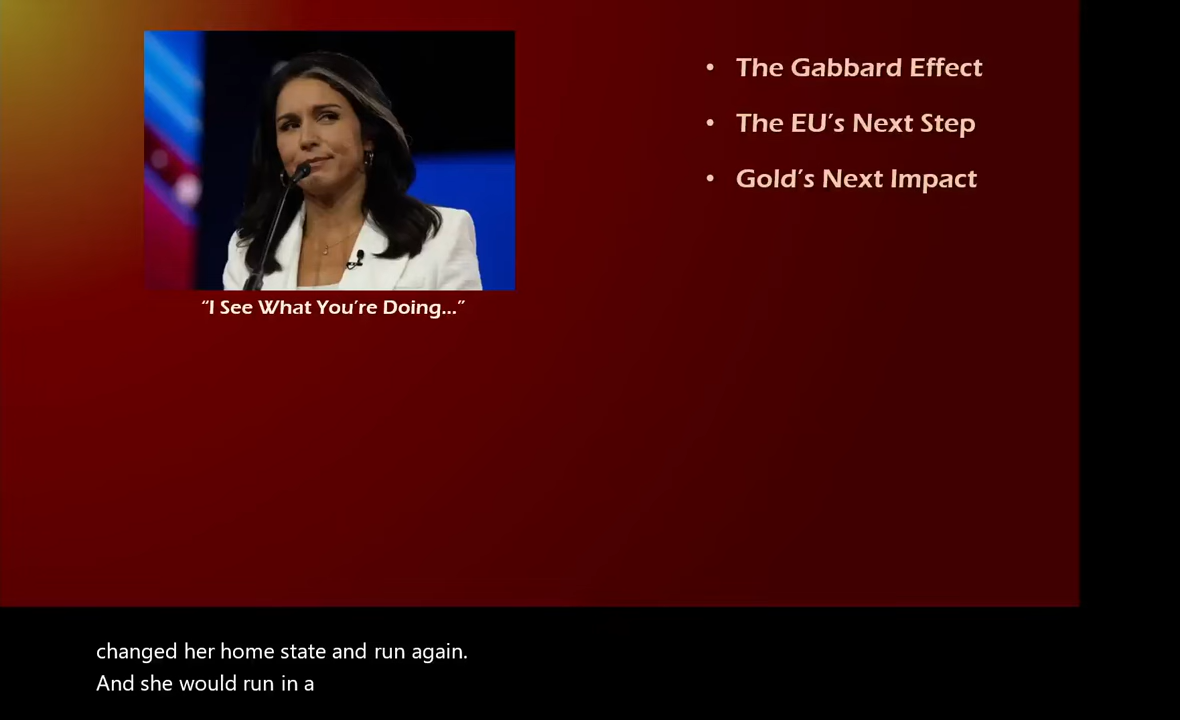 • The Gabbard Effect
• The EU's Next Step
• Gold's Next Impact
“I See What You're Doing...”
changed her home state and run again.
And she would run in a